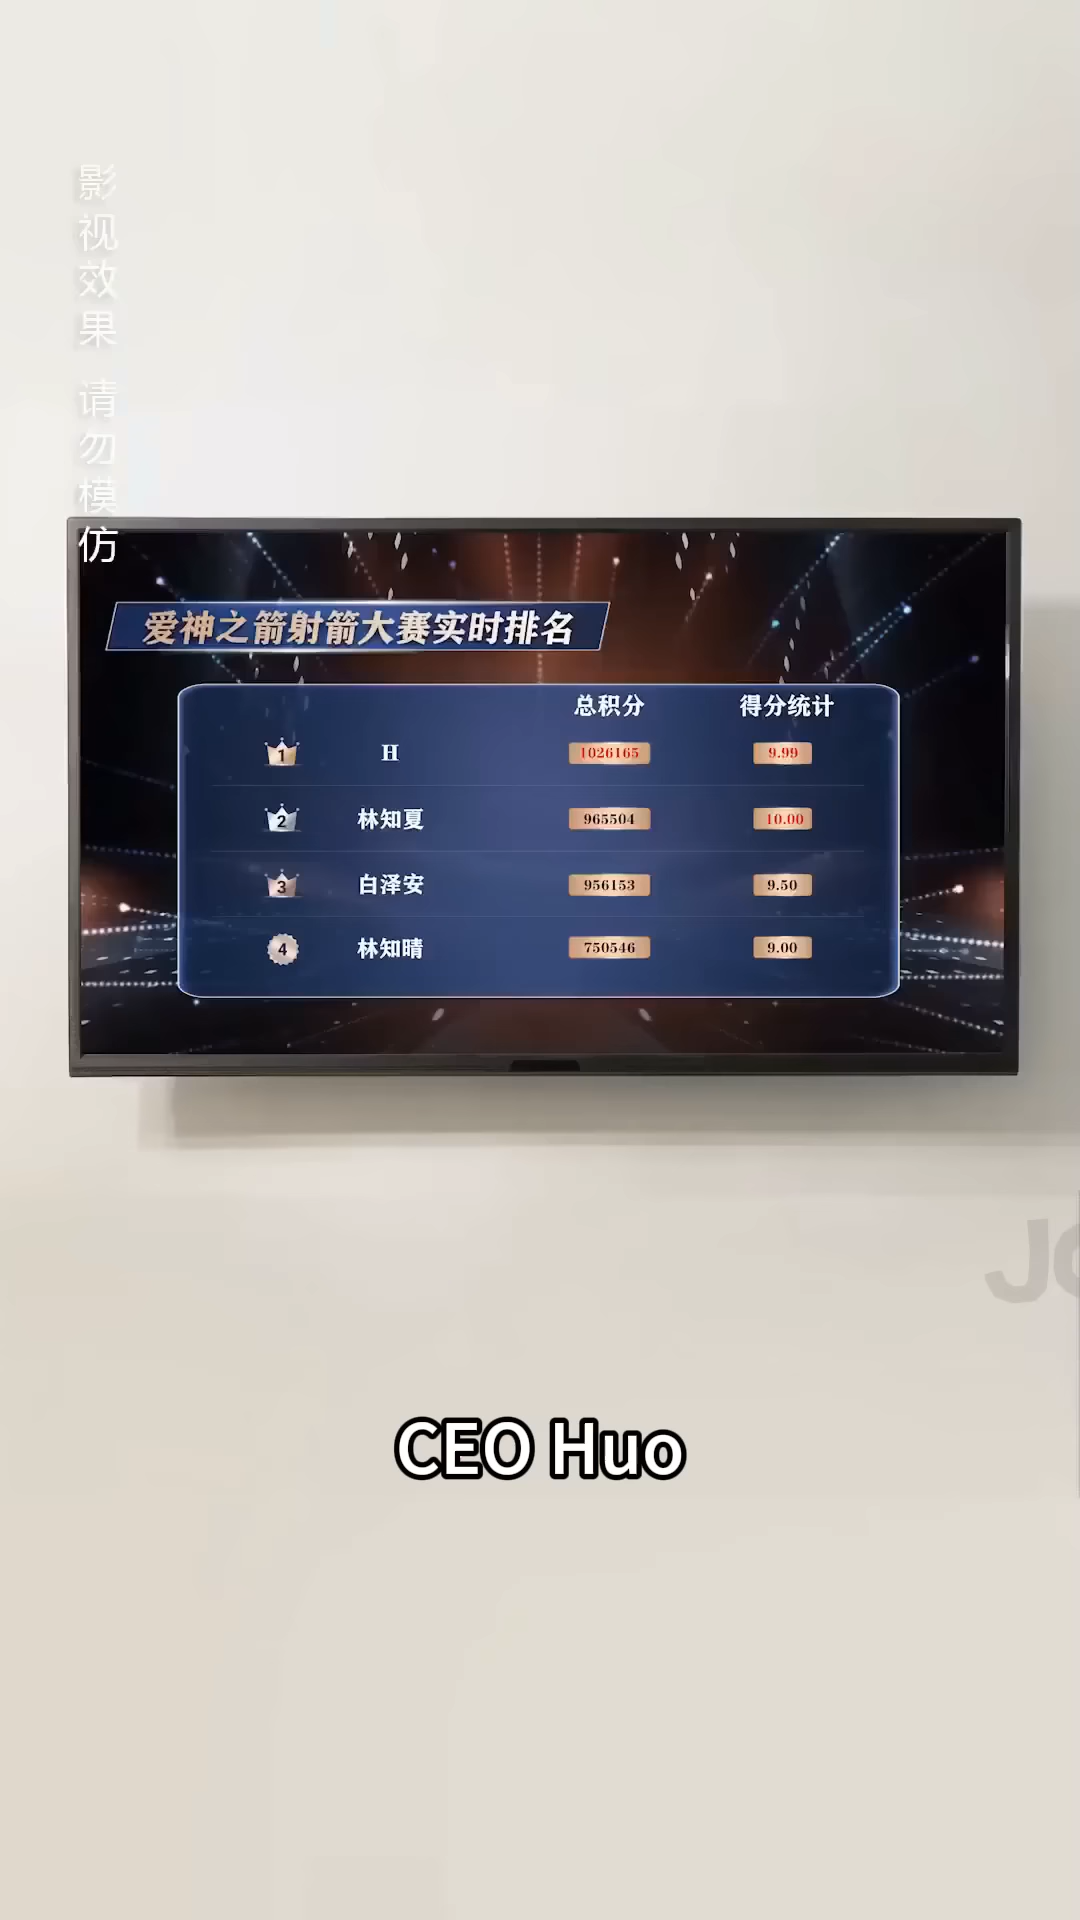 影视效果 请勿模仿
爱神之箭射箭大赛实时排名
总积分 得分统计
1 H 1026165 9.99
2 林知夏 965504 10.00
3 白泽安 956153 9.50
4 林知晴 750546 9.00
CEO Huo